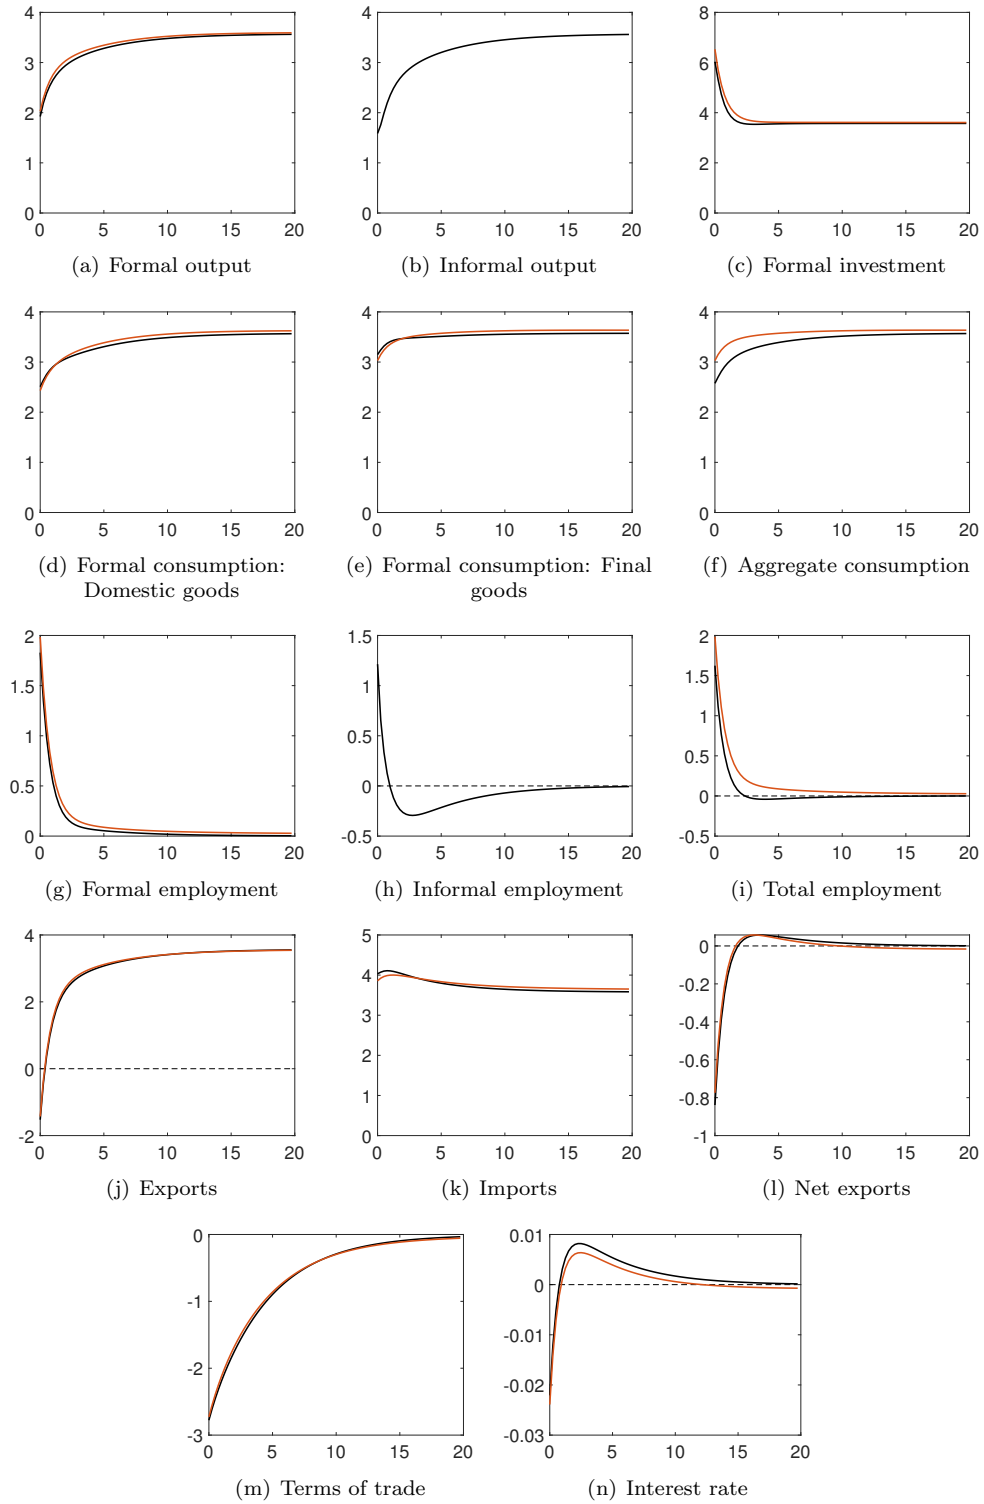 4
3
2
1
0
0 5 10 15 20
(a) Formal output
4
3
2
1
0
0 5 10 15 20
(b) Informal output
8
6
4
2
0
0 5 10 15 20
(c) Formal investment
4
3
2
1
0
0 5 10 15 20
(d) Formal consumption:
Domestic goods
4
3
2
1
0
0 5 10 15 20
(e) Formal consumption: Final
goods
4
3
2
1
0
0 5 10 15 20
(f) Aggregate consumption
2
1.5
1
0.5
0
0 5 10 15 20
(g) Formal employment
1.5
1
0.5
0
-0.5
0 5 10 15 20
(h) Informal employment
2
1.5
1
0.5
0
-0.5
0 5 10 15 20
(i) Total employment
4
2
0
-2
0 5 10 15 20
(j) Exports
5
4
3
2
1
0
0 5 10 15 20
(k) Imports
0
-0.2
-0.4
-0.6
-0.8
-1
0 5 10 15 20
(l) Net exports
0
-1
-2
-3
0 5 10 15 20
(m) Terms of trade
0.01
0
-0.01
-0.02
-0.03
0 5 10 15 20
(n) Interest rate